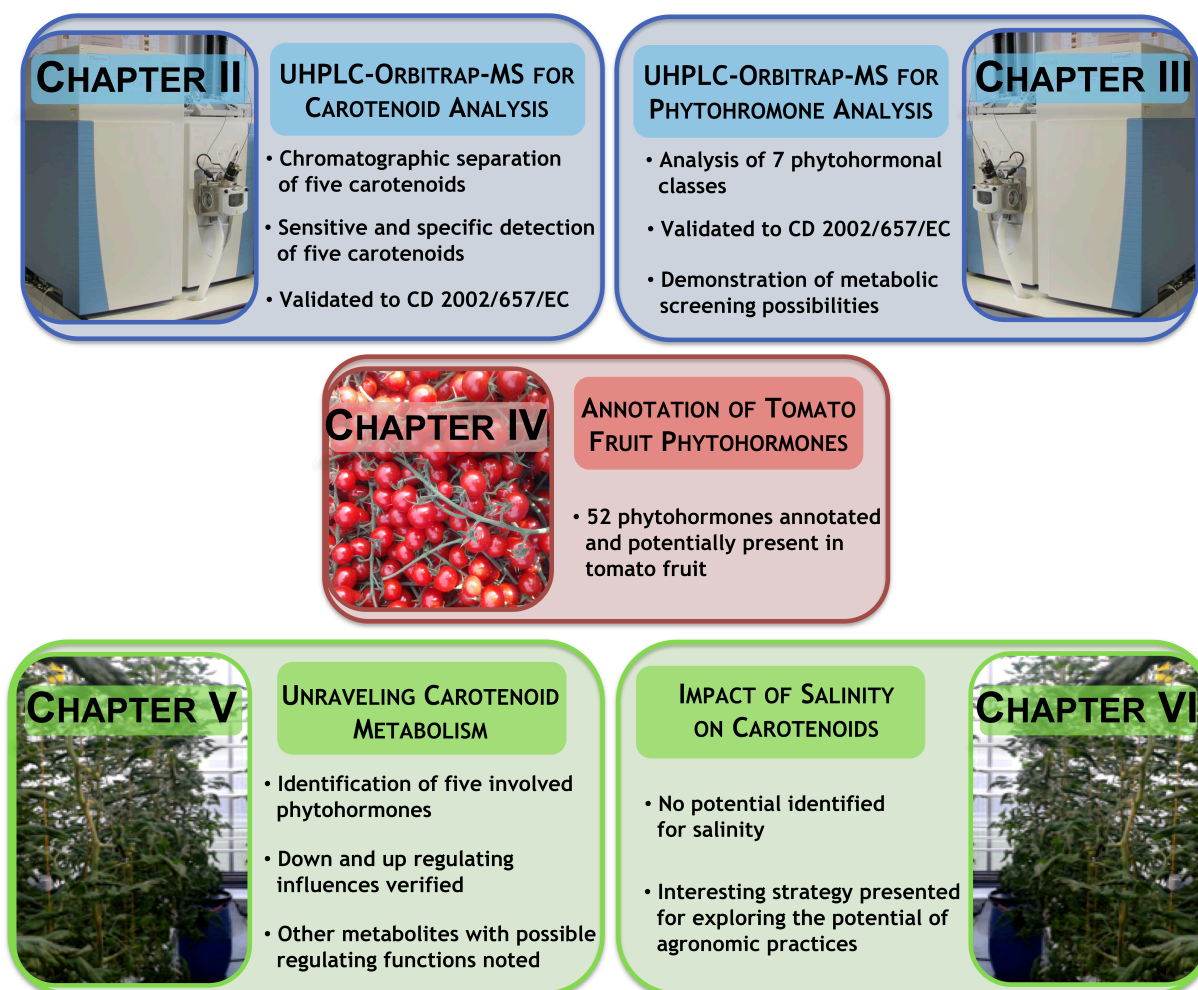 CHAPTER II
UHPLC-ORBITRAP-MS FOR
CAROTENOID ANALYSIS
• Chromatographic separation
of five carotenoids
• Sensitive and specific detection
of five carotenoids
• Validated to CD 2002/657/EC
CHAPTER III
UHPLC-ORBITRAP-MS FOR
PHYTOHROMONE ANALYSIS
• Analysis of 7 phytohormonal
classes
• Validated to CD 2002/657/EC
• Demonstration of metabolic
screening possibilities
CHAPTER IV
ANNOTATION OF TOMATO
FRUIT PHYTOHORMONES
• 52 phytohormones annotated
and potentially present in
tomato fruit
CHAPTER V
UNRAVELING CAROTENOID
METABOLISM
• Identification of five involved
phytohormones
• Down and up regulating
influences verified
• Other metabolites with possible
regulating functions noted
CHAPTER VI
IMPACT OF SALINITY
ON CAROTENOIDS
• No potential identified
for salinity
• Interesting strategy presented
for exploring the potential of
agronomic practices